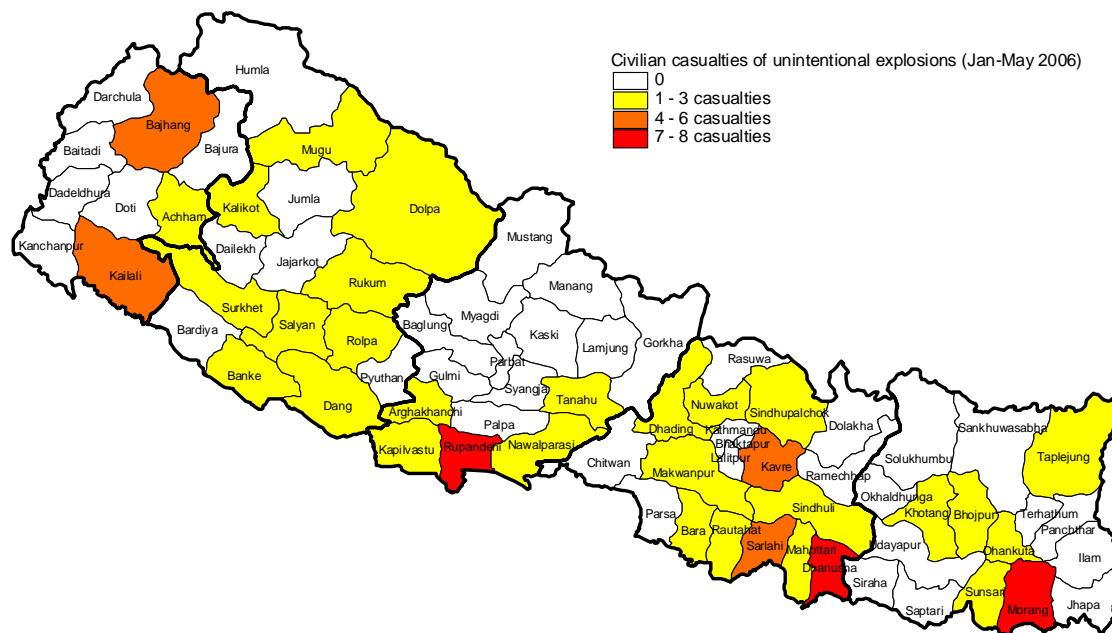 Civilian casualties of unintentional explosions (Jan-May 2006)
0
1 - 3 casualties
4 - 6 casualties
7 - 8 casualties
Humla
Darchula
Bajhang
Baitadi
Bajura
Mugu
Dadeldhura
Doti
Achham
Kalikot
Jumla
Dolpa
Kanchanpur
Dailekh
Mustang
Kailali
Jajarkot
Rukum
Manang
Surkhet
Bardiya
Salyan
Baglung
Myagdi
Kaski
Rolpa
Lamjung
Gorkha
Parbat
Rasuwa
Banke
Pyuthan
Gulmi
Syangja
Dang
Tanahu
Nuwakot
Sindhupalchok
Arghakhanchi
Palpa
Dhading
Kathmandu
Dolakha
Sankhuwasabha
Kapilvastu
Rupandehi
Nawalparasi
Bhaktapur
Lalitpur
Solukhumbu
Taplejung
Chitwan
Makwanpur
Kavre
Ramechhap
Okhaldhunga
Khotang
Bhojpur
Terhathum
Parsa
Sindhuli
Panchthar
Bara
Rautahat
Sarlahi
Mahottari
Udayapur
Dhankuta
Ilam
Dhanusha
Siraha
Sunsari
Saptari
Morang
Jhapa